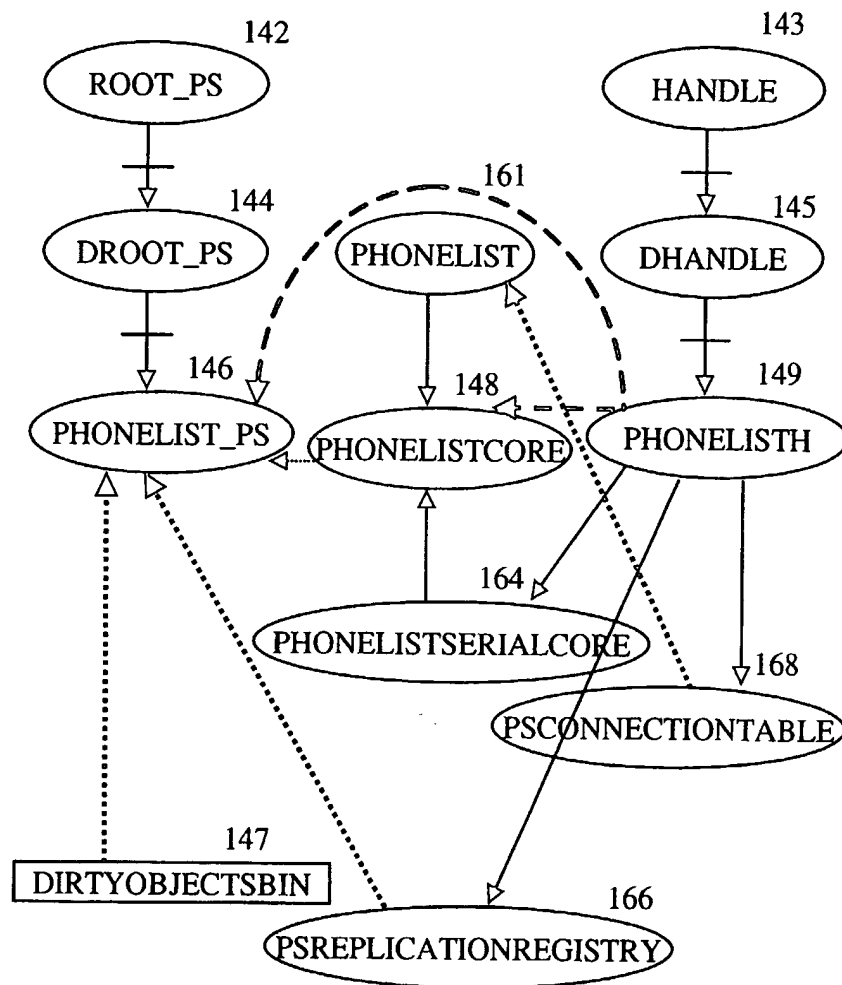 142
143
ROOT_PS
HANDLE
144
161
145
DROOT_PS
PHONELIST
DHANDLE
146
148
149
PHONELIST_PS
PHONELISTCORE
PHONELISTH
164
PHONELISTSERIALCORE
168
PSCONNECTIONTABLE
147
DIRTYOBJECTSBIN
166
PSREPLICATIONREGISTRY